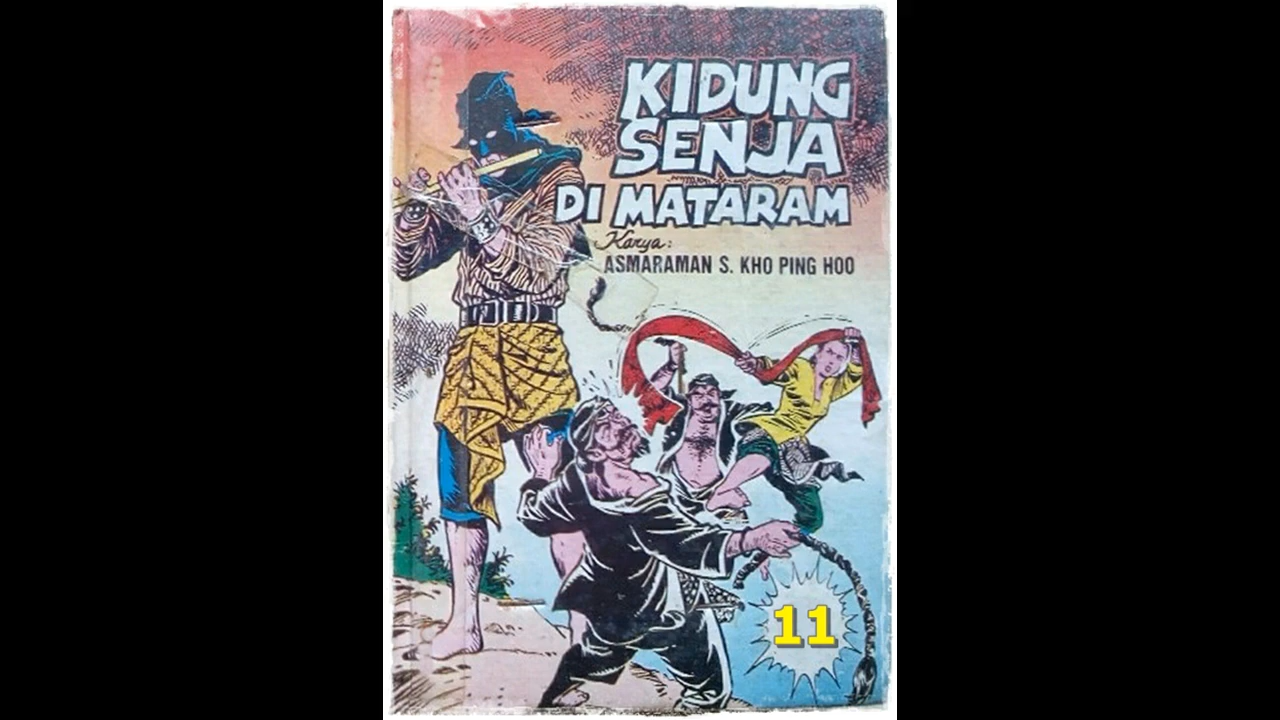 KIDUNG
SENJA
DI MATARAM
Karya:
ASMARAMAN S. KHO PING HOO
11